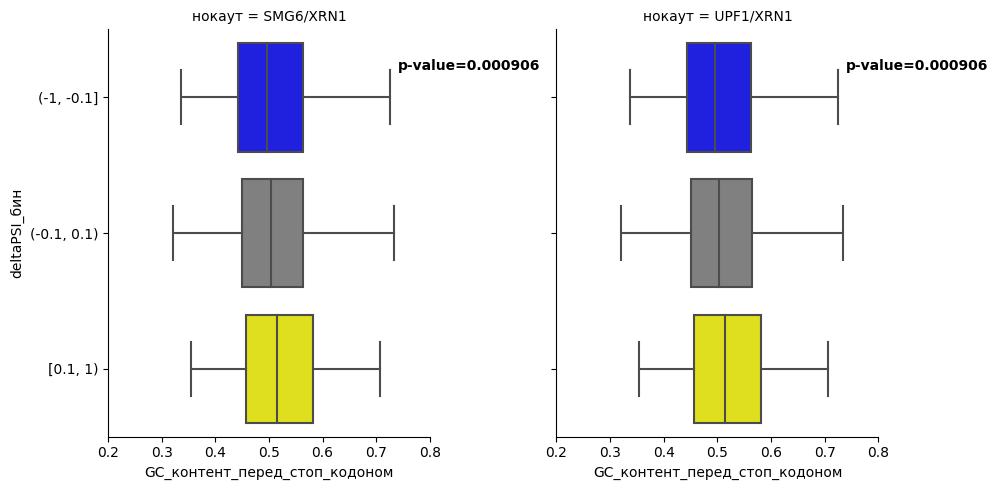 нокаут = SMG6/XRN1
нокаут = UPF1/XRN1
p-value=0.000906
p-value=0.000906
(-1, -0.1]
(-0.1, 0.1)
[0.1, 1)
deltaPSI_бин
0.2 0.3 0.4 0.5 0.6 0.7 0.8
0.2 0.3 0.4 0.5 0.6 0.7 0.8
GC_контент_перед_стоп_кодоном
GC_контент_перед_стоп_кодоном